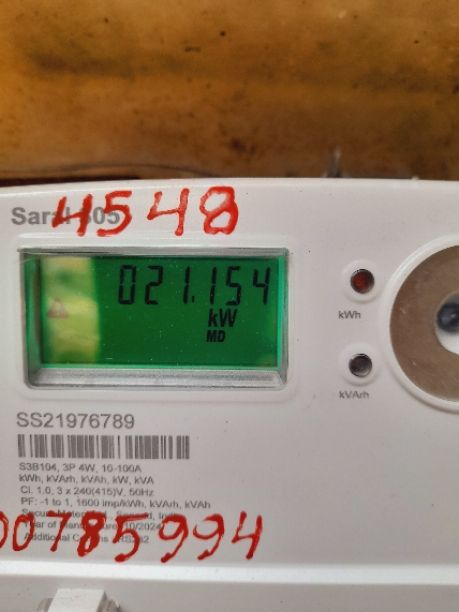 4548
021.154
kW
MD
kWh
kVArh
SS21976789
S3B104, 3P 4W, 10-100A
kWh, kVArh, kVAh, kW, kVA
Cl. 1.0, 3 x 240(415)V, 50Hz
PF: -1 to 1, 1600 imp/kWh, kVArh, kVAh
00785994